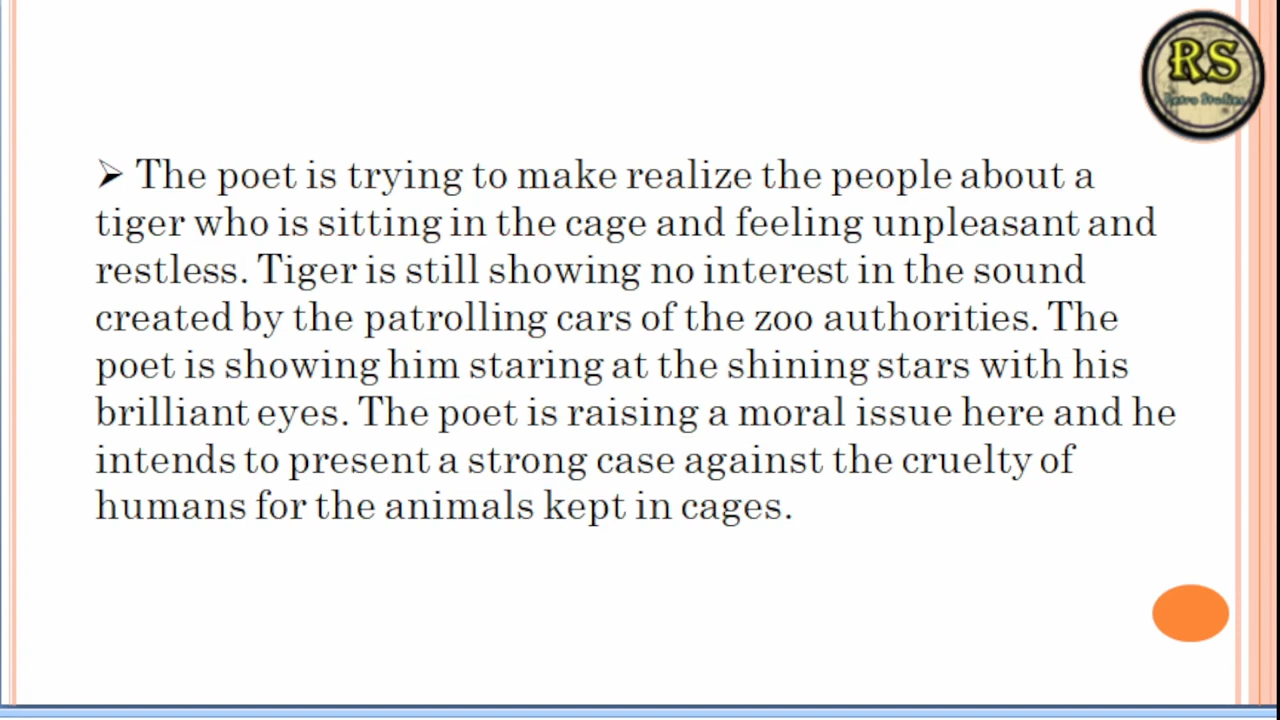 RS
Retro Studies
➢ The poet is trying to make realize the people about a
tiger who is sitting in the cage and feeling unpleasant and
restless. Tiger is still showing no interest in the sound
created by the patrolling cars of the zoo authorities. The
poet is showing him staring at the shining stars with his
brilliant eyes. The poet is raising a moral issue here and he
intends to present a strong case against the cruelty of
humans for the animals kept in cages.